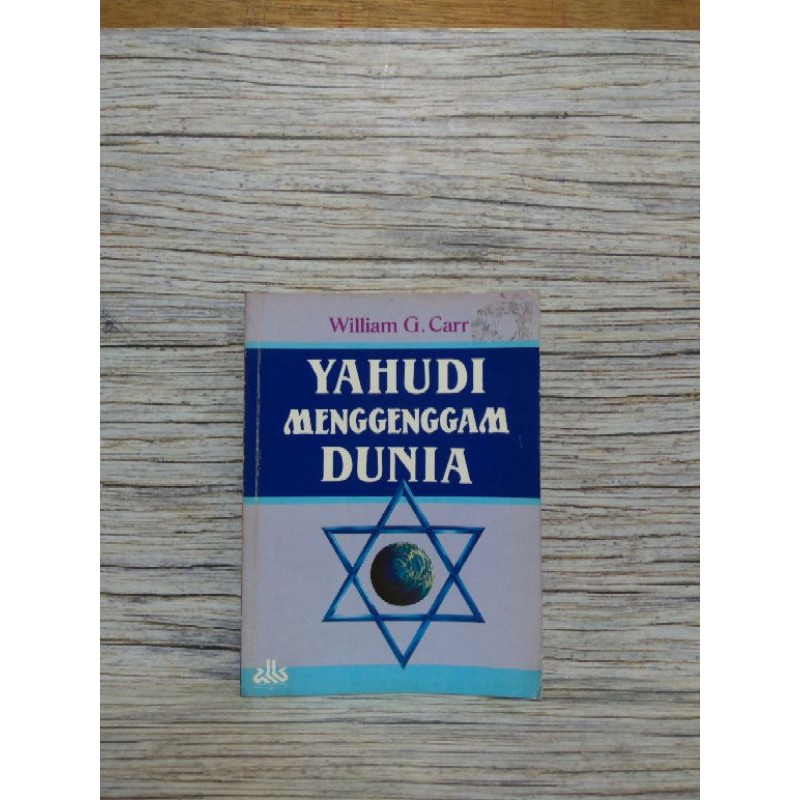 William G. Carr
YAHUDI
MENGGENGGAM
DUNIA